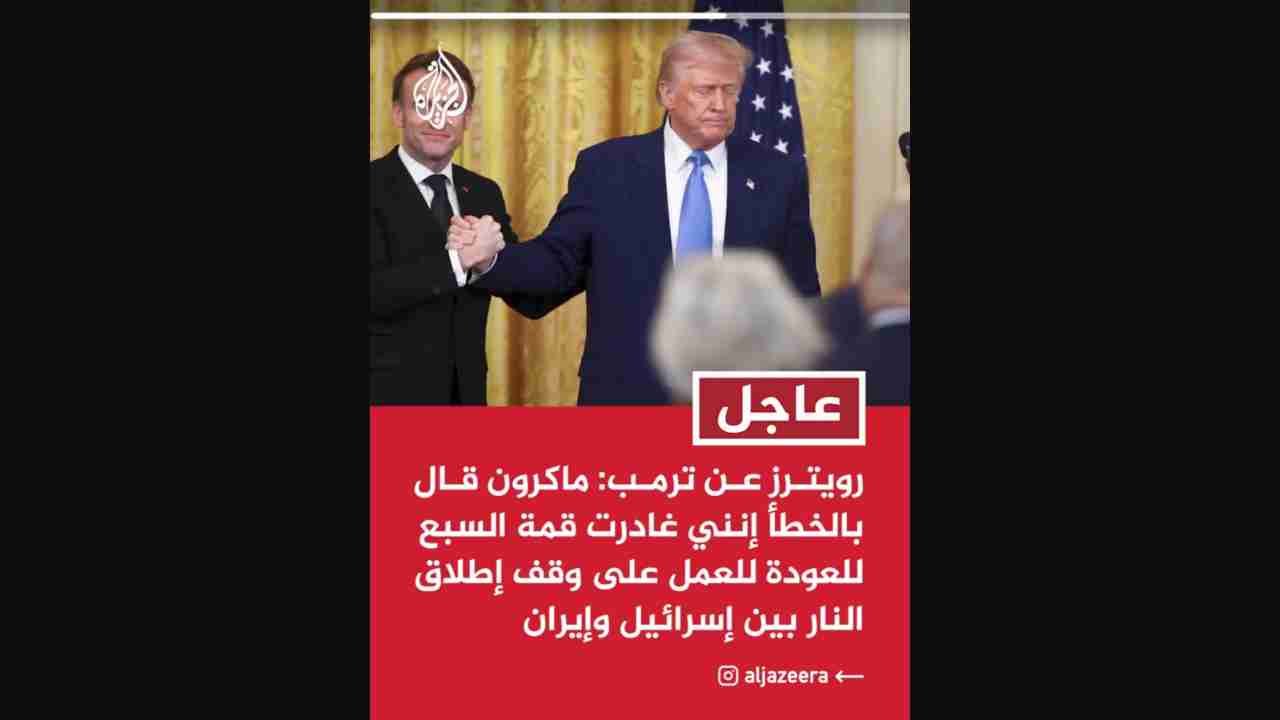 الجزيرة
عاجل
رويترز عن ترمب: ماكرون قال
بالخطأ إنني غادرت قمة السبع
للعودة للعمل على وقف إطلاق
النار بين إسرائيل وإيران
aljazeera